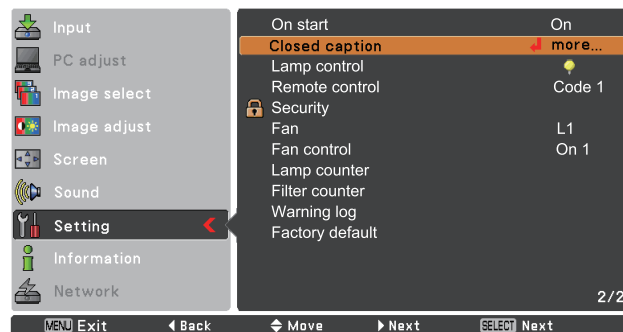 Input
PC adjust
Image select
Image adjust
Screen
Sound
Setting
Information
Network
On start On
Closed caption more...
Lamp control
Remote control Code 1
Security
Fan L1
Fan control On 1
Lamp counter
Filter counter
Warning log
Factory default
2/2
MENU Exit Back Move Next SELECT Next